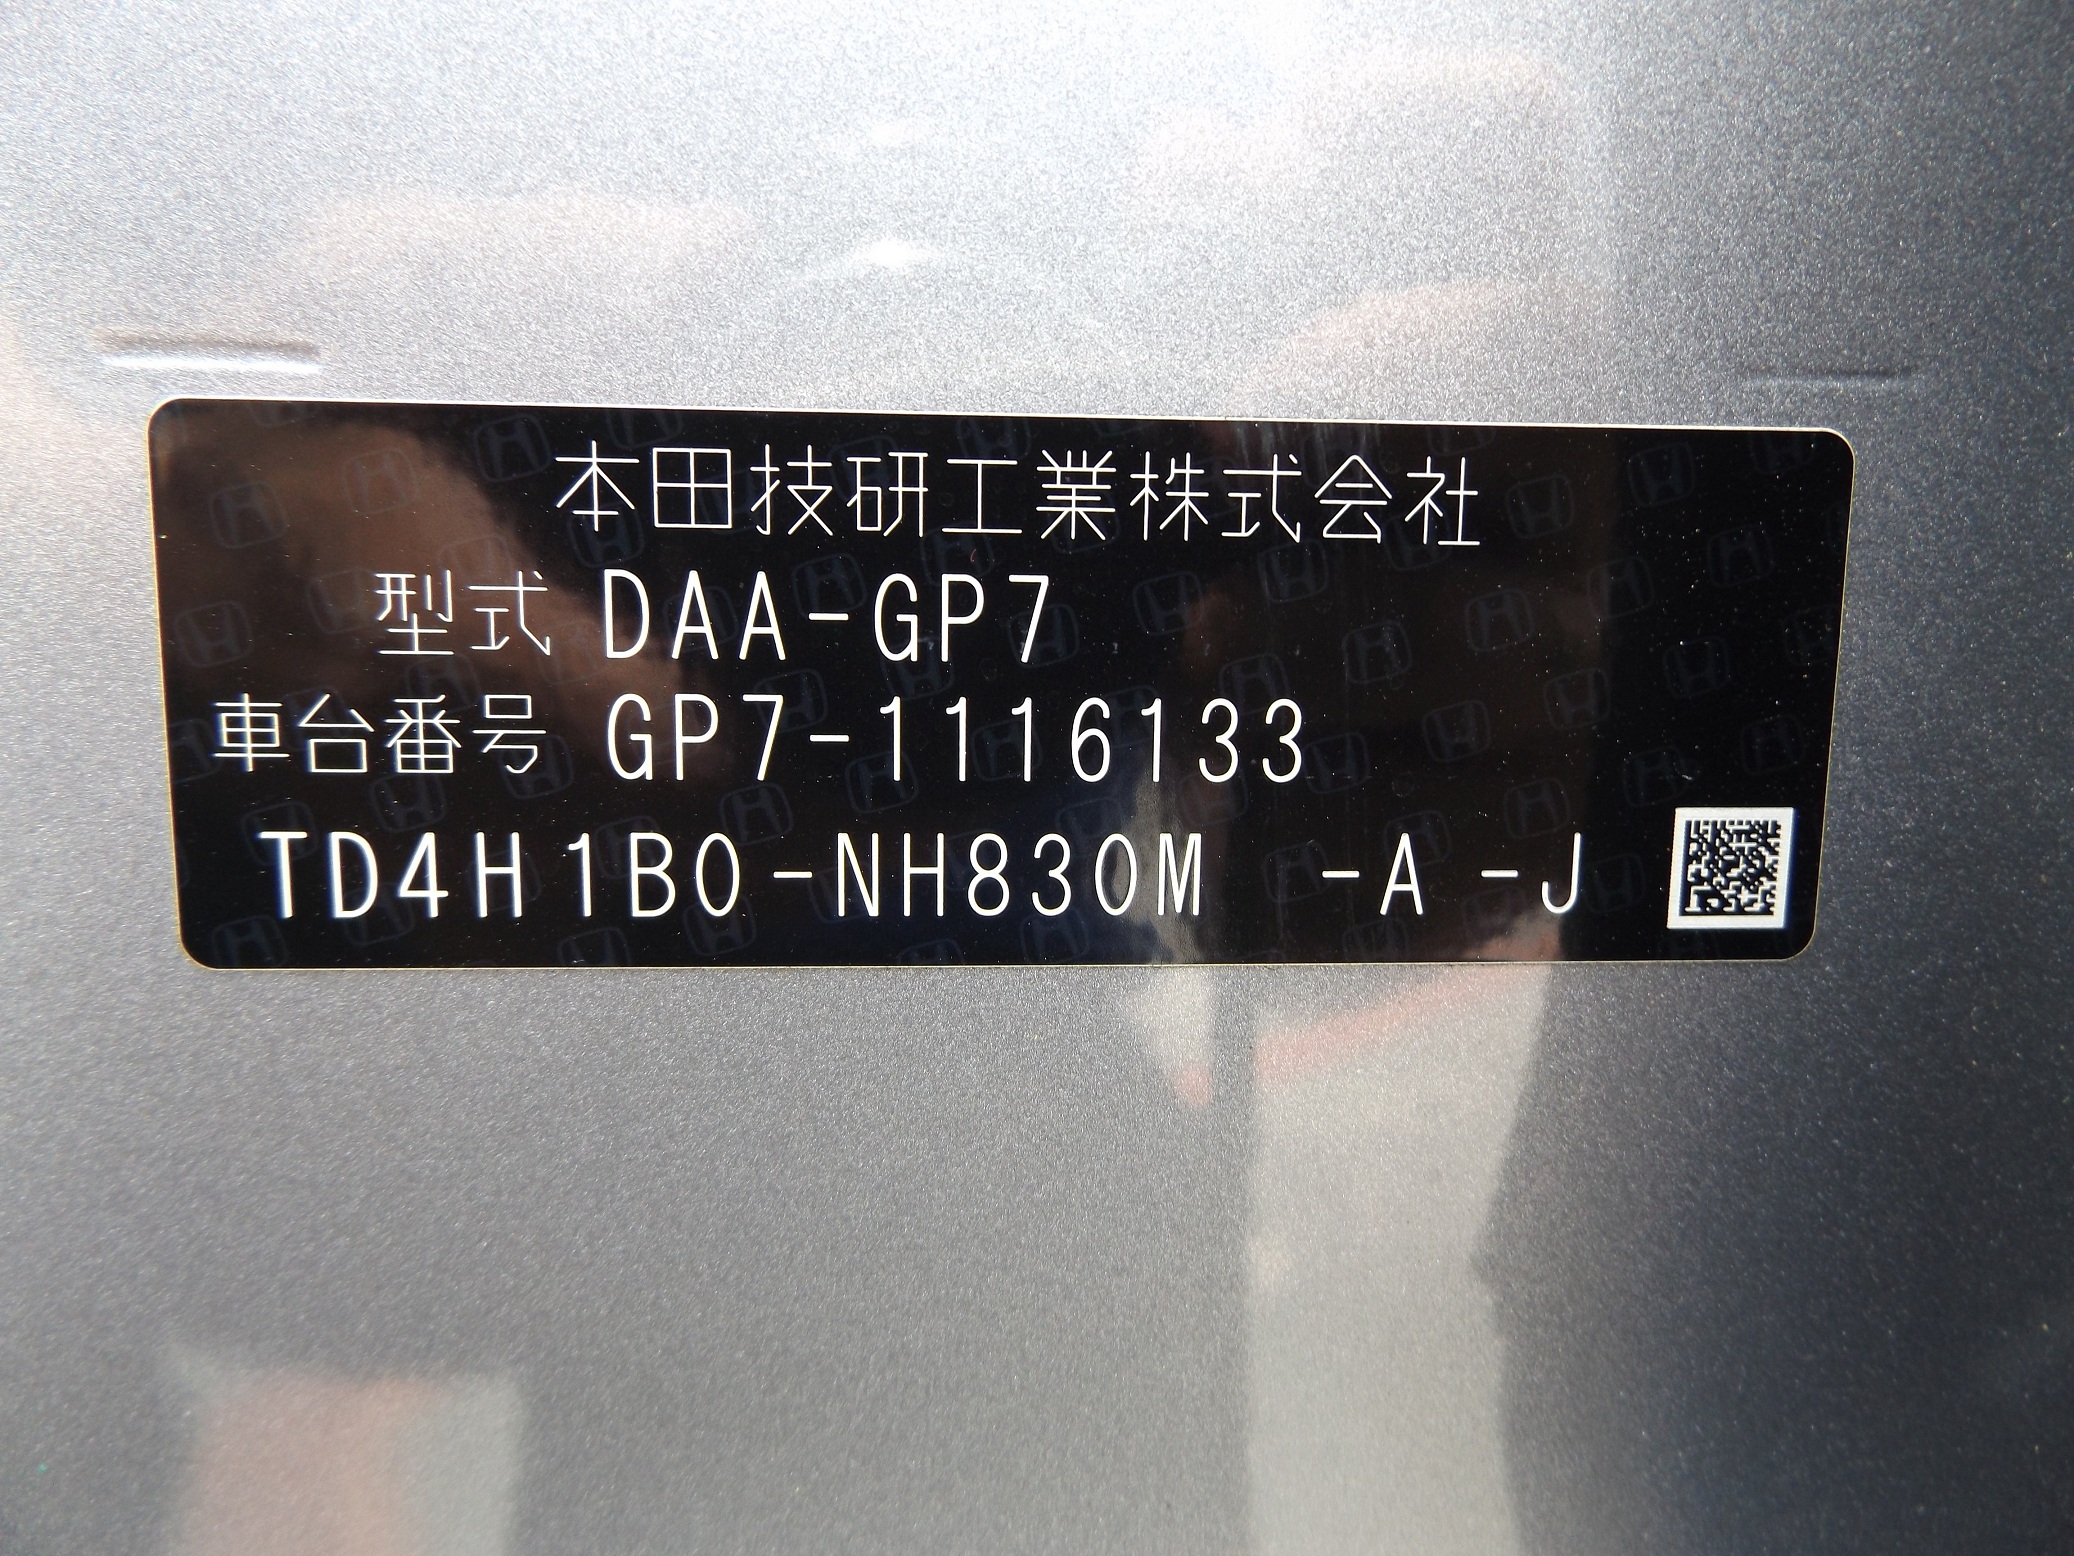 本田技研工業株式会社
型式 DAA-GP7
車台番号 GP7-1116133
TD4H1B0-NH830M -A -J